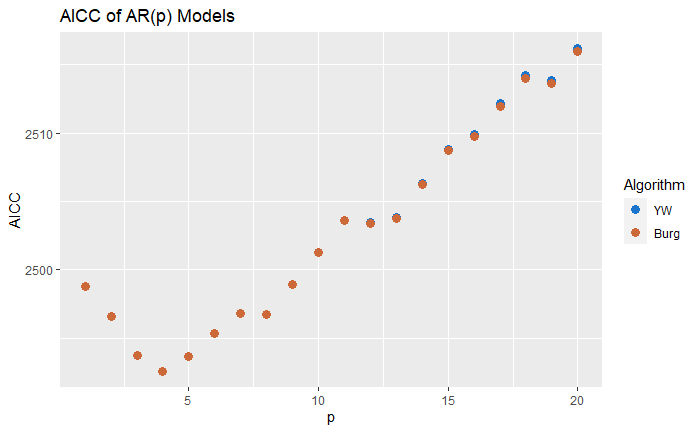 AICC of AR(p) Models
2510
2500
AICC
5
10
15
20
p
Algorithm
YW
Burg